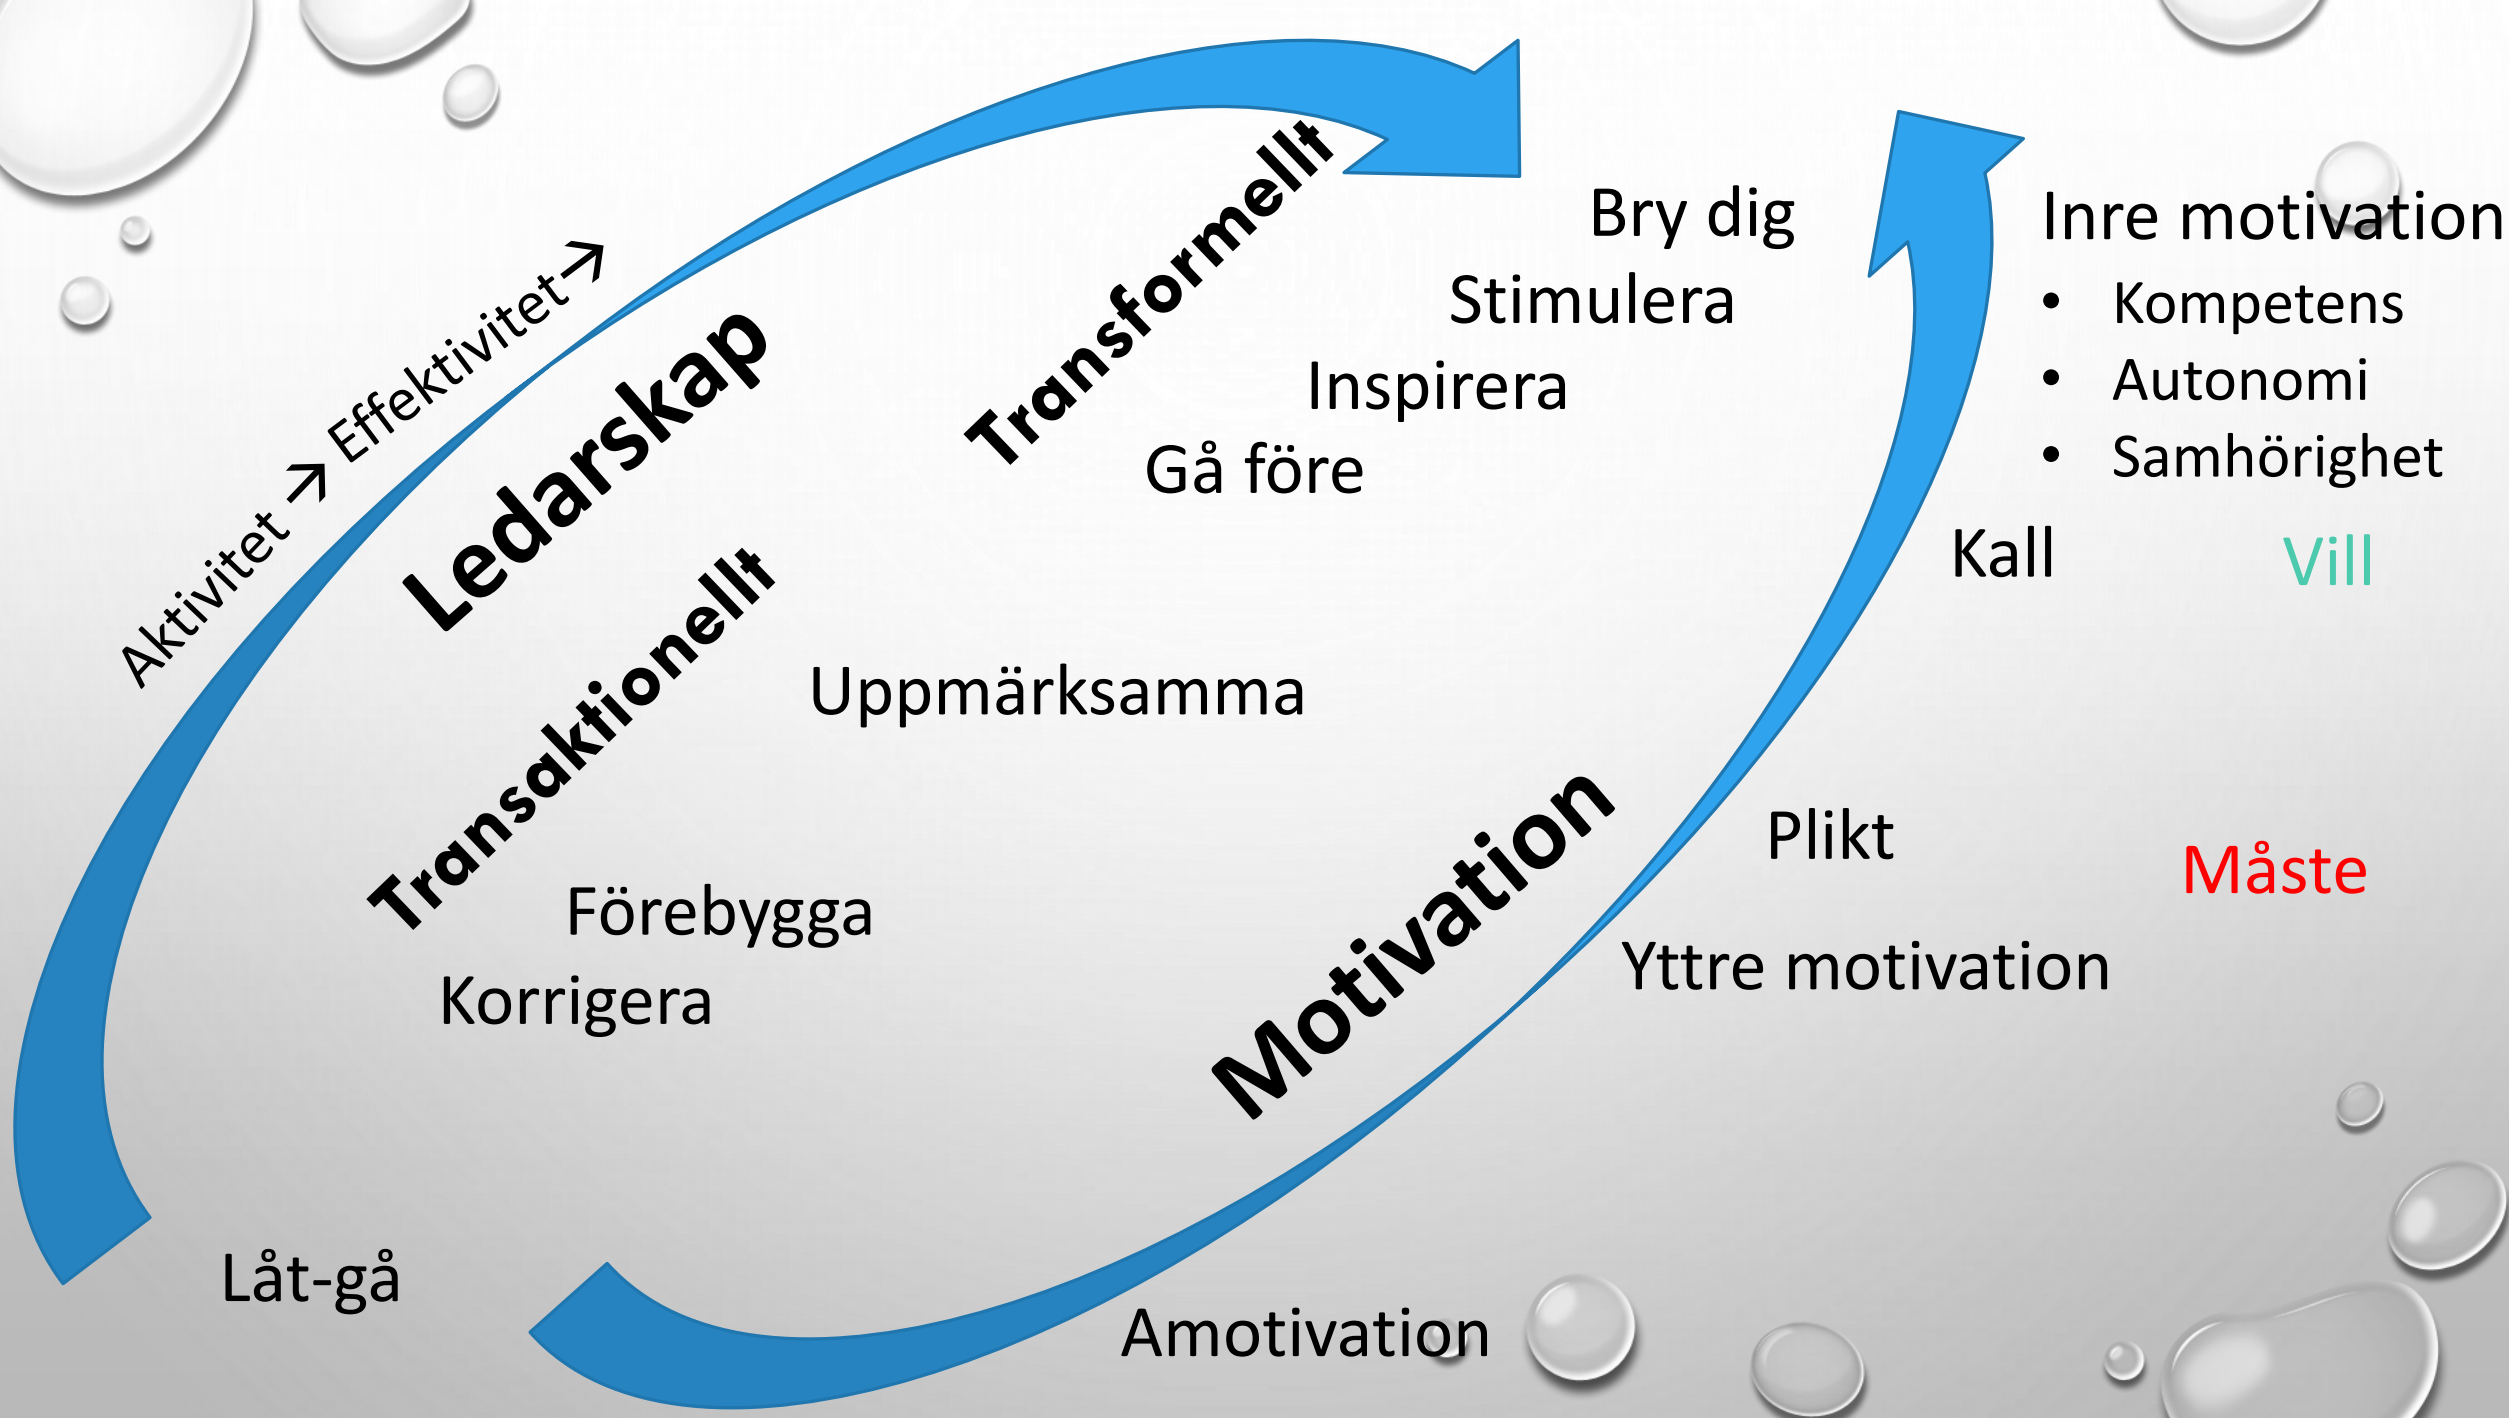 Aktivitet → Effektivitet→
Ledarskap
Transformellt
Bry dig
Stimulera
Inspirera
Gå före
Transaktionellt
Uppmärksamma
Förebygga
Korrigera
Låt-gå
Motivation
Inre motivation
• Kompetens
• Autonomi
• Samhörighet
Kall
Vill
Plikt
Måste
Yttre motivation
Amotivation